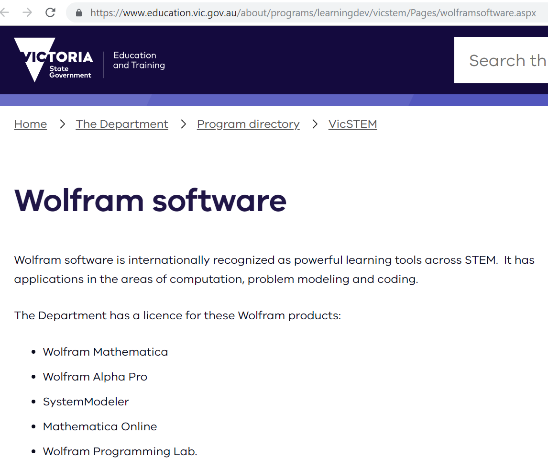 https://www.education.vic.gov.au/about/programs/learningdev/vicstem/Pages/wolframsoftware.aspx
VICTORIA
State
Government
Education
and Training
Search th
Home > The Department > Program directory > VicSTEM
Wolfram software
Wolfram software is internationally recognized as powerful learning tools across STEM. It has
applications in the areas of computation, problem modeling and coding.
The Department has a licence for these Wolfram products:
• Wolfram Mathematica
• Wolfram Alpha Pro
• SystemModeler
• Mathematica Online
• Wolfram Programming Lab.